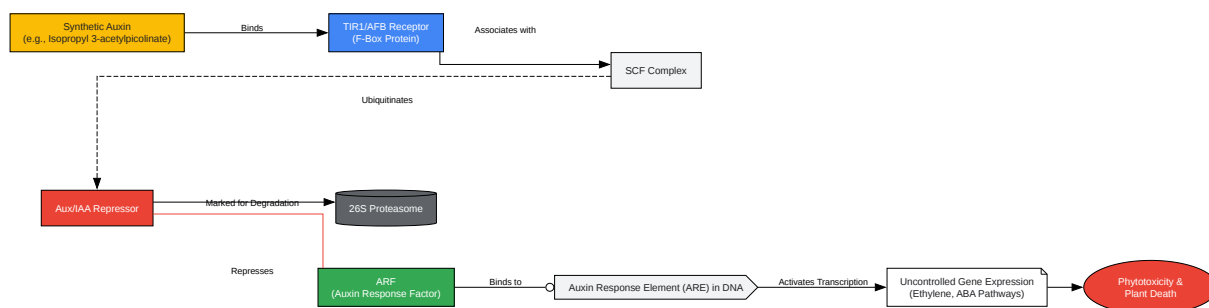 Synthetic Auxin
(e.g., Isopropyl 3-acetylpicolinate)
Binds
TIR1/AFB Receptor
(F-Box Protein)
Associates with
SCF Complex
Ubiquitinates
Aux/IAA Repressor
Marked for Degradation
26S Proteasome
Represses
ARF
(Auxin Response Factor)
Binds to
Auxin Response Element (ARE) in DNA
Activates Transcription
Uncontrolled Gene Expression
(Ethylene, ABA Pathways)
Phytotoxicity &
Plant Death